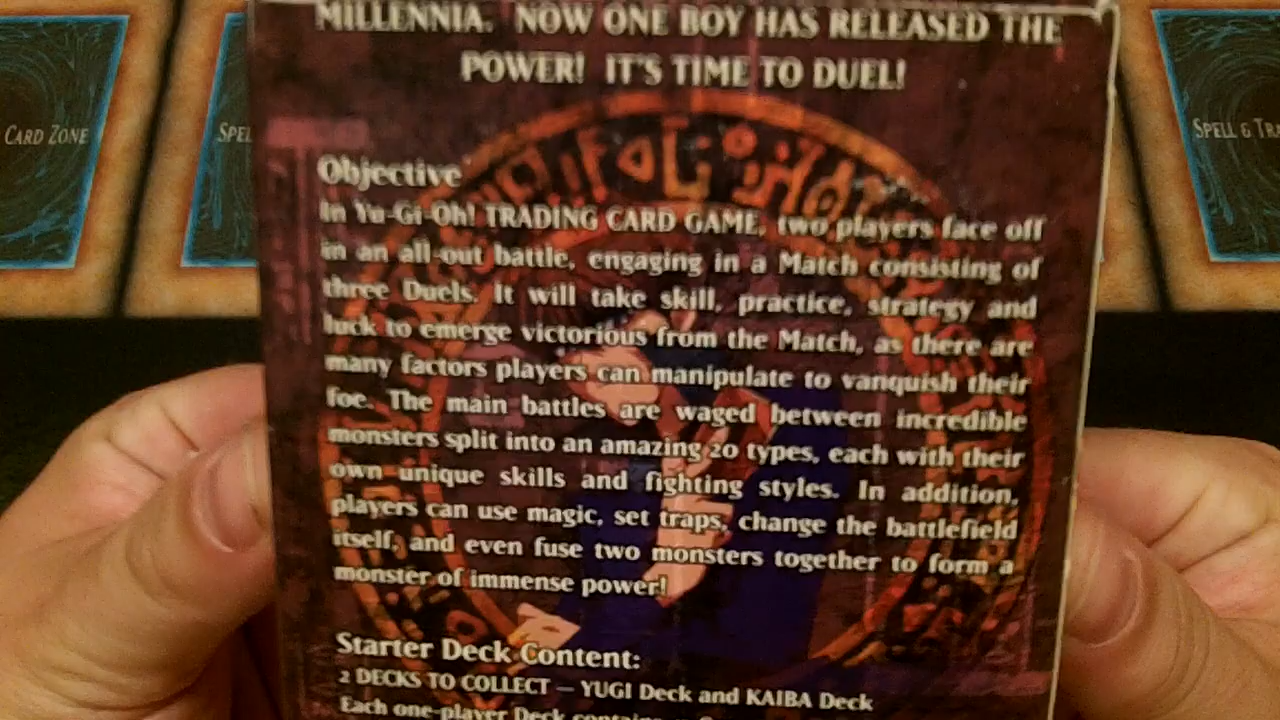 MILLENNIA. NOW ONE BOY HAS RELEASED THE
POWER! IT'S TIME TO DUEL!
CARD ZONE
SPEL
SPELL & TRA
Objective
In Yu-Gi-Oh! TRADING CARD GAME, two players face off
in an all-out battle, engaging in a Match consisting of
three Duels. It will take skill, practice, strategy and
luck to emerge victorious from the Match, as there are
many factors players can manipulate to vanquish their
foe. The main battles are waged between incredible
monsters split into an amazing 20 types, each with their
own unique skills and fighting styles. In addition,
players can use magic, set traps, change the battlefield
itself, and even fuse two monsters together to form a
monster of immense power!
Starter Deck Content:
2 DECKS TO COLLECT — YUGI Deck and KAIBA Deck
Each one-player Deck contains